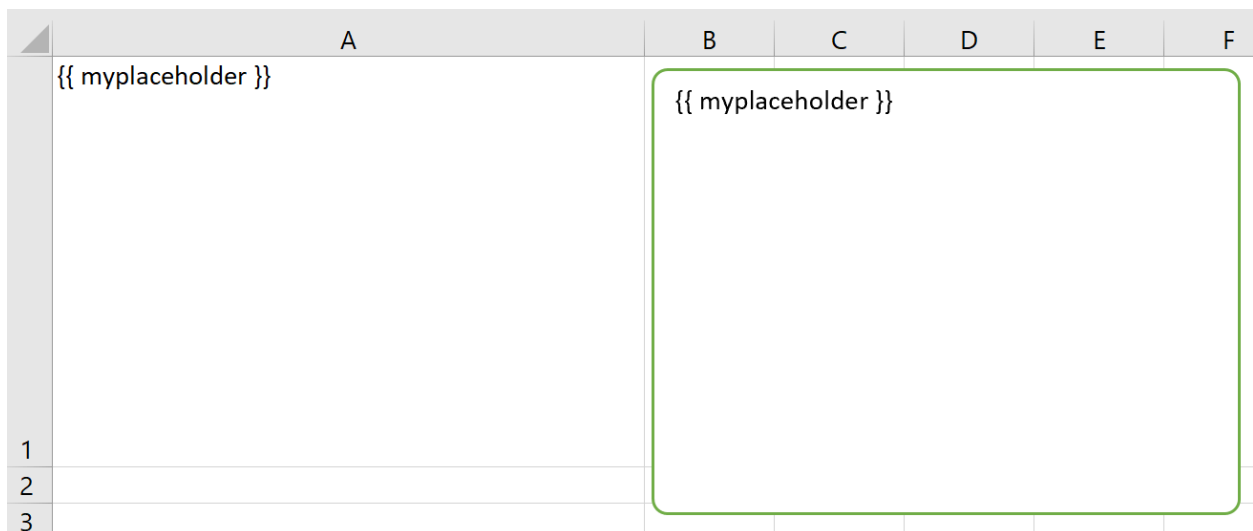 A B C D E F
{{ myplaceholder }}
{{ myplaceholder }}
1
2
3